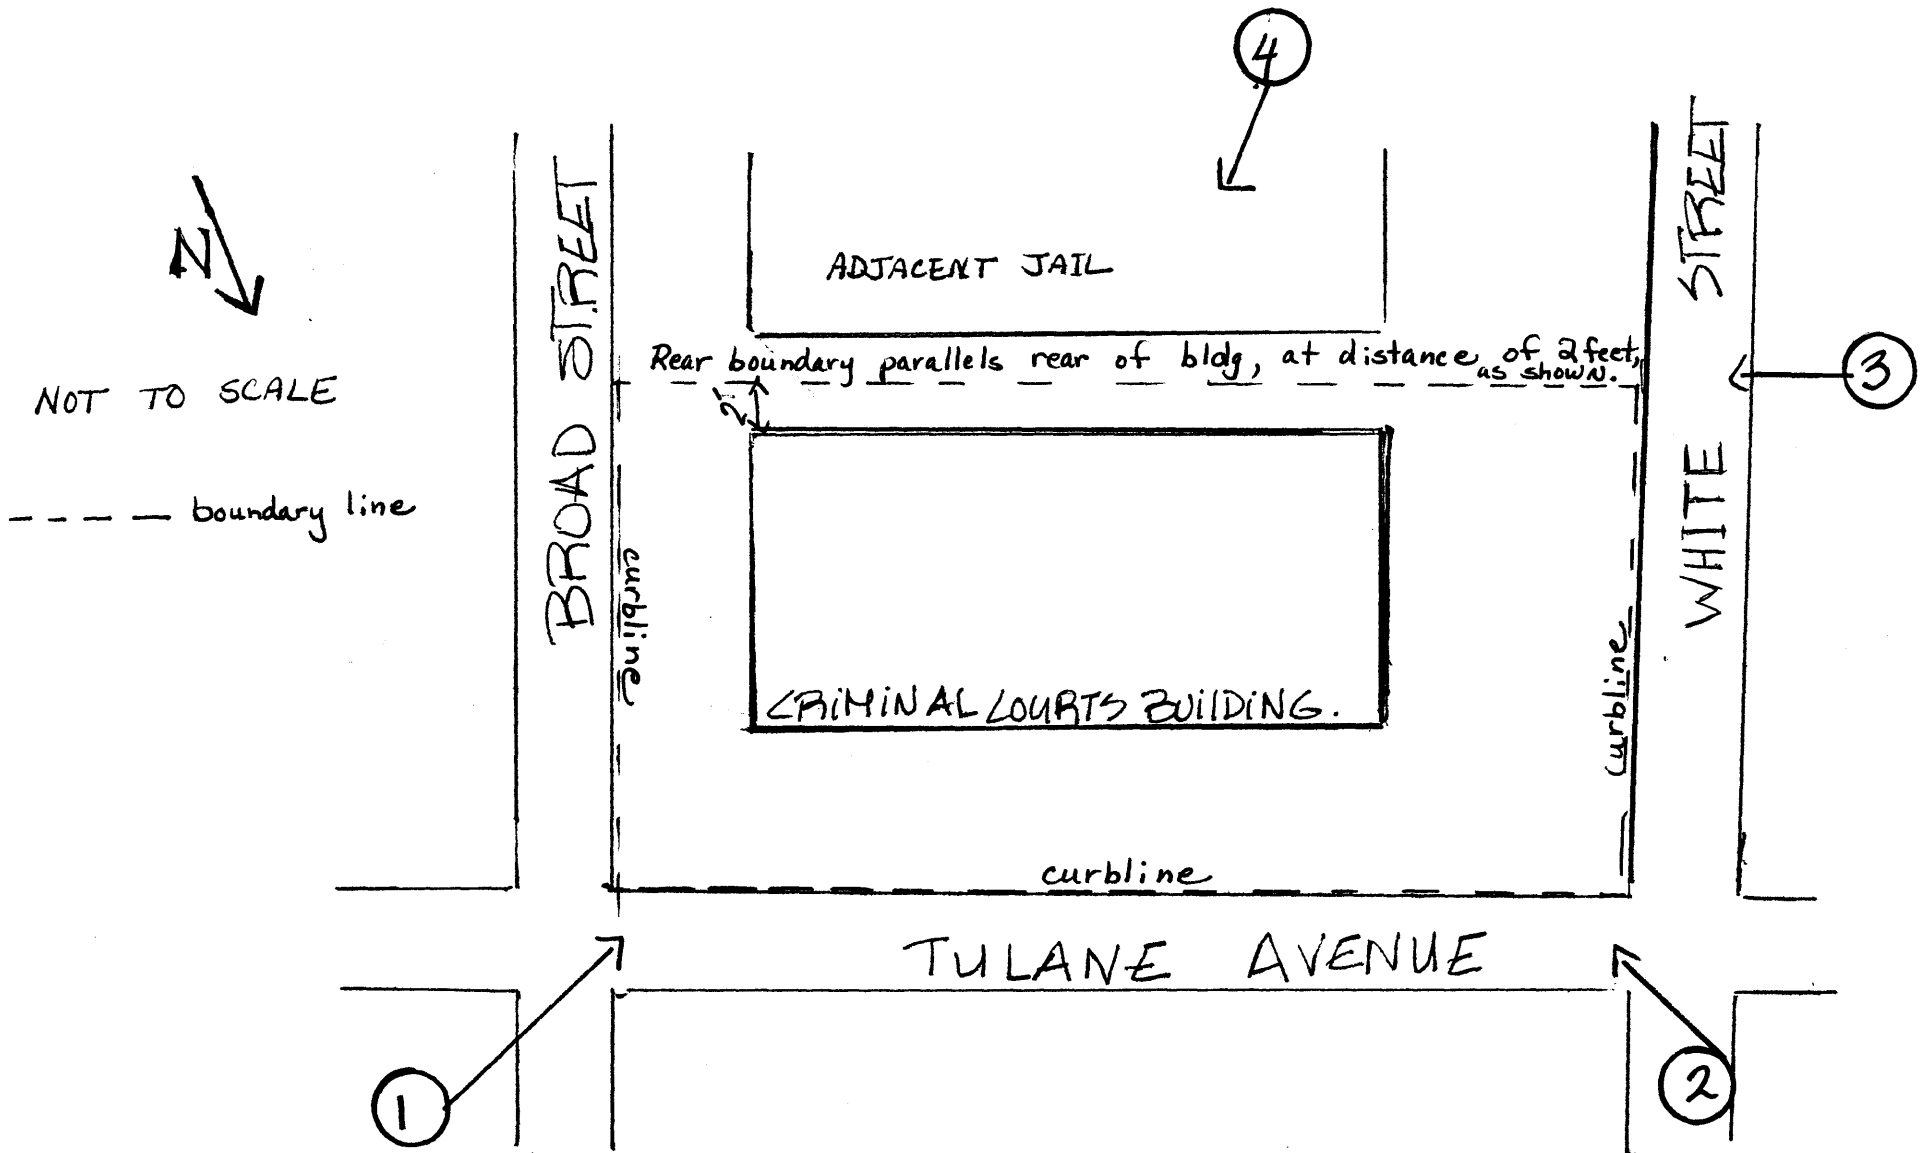 4
STREET
STREET
N
ADJACENT JAIL
Rear boundary parallels rear of bldg, at distance of 2 feet,
as shown.
3
NOT TO SCALE
2'
BROAD
WHITE
boundary line
curbline
curbline
CRIMINAL COURTS BUILDING.
curbline
TULANE AVENUE
1
2